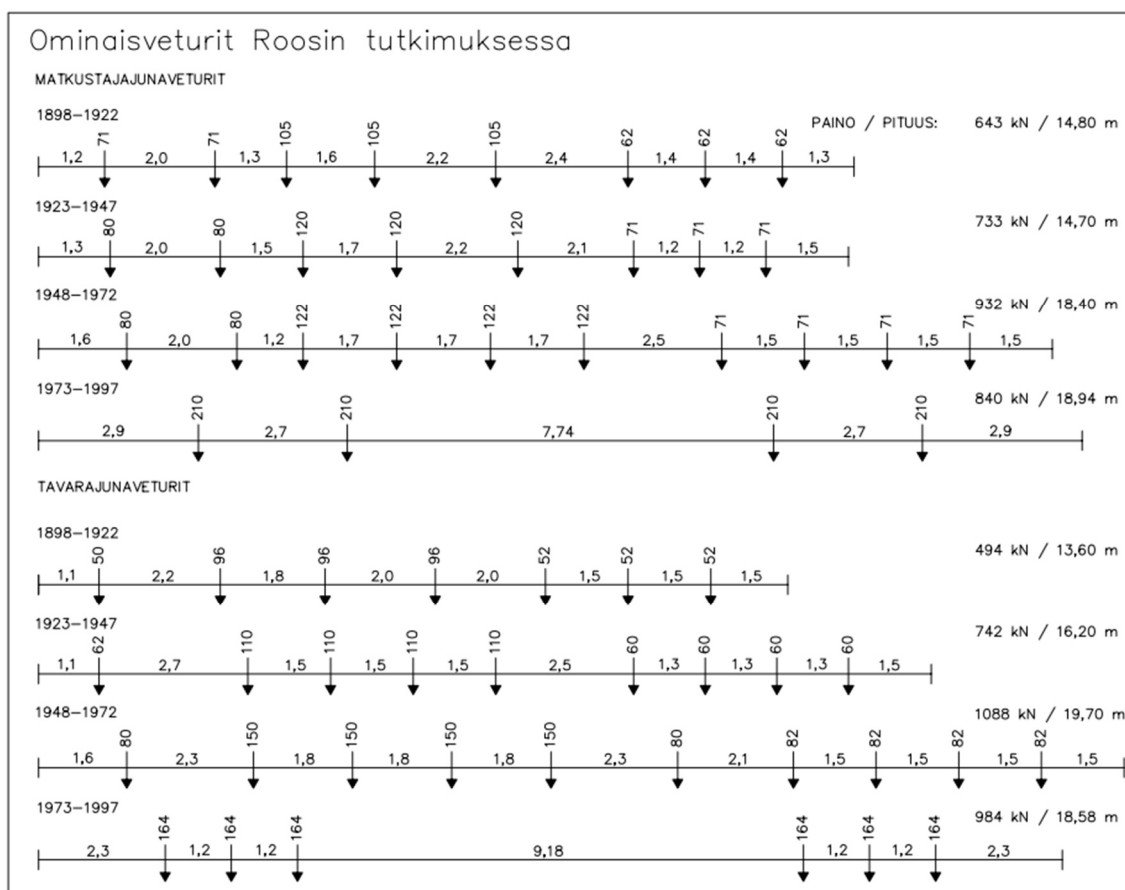 Ominaisveturit Roosin tutkimuksessa
MATKUSTAJAJUNAVETURIT
1898-1922
PAINO / PITUUS: 643 kN / 14,80 m
71 71 105 105 105 62 62 62
1,2 2,0 1,3 1,6 2,2 2,4 1,4 1,4 1,3
1923-1947
733 kN / 14,70 m
80 80 120 120 120 71 71 71
1,3 2,0 1,5 1,7 2,2 2,1 1,2 1,2 1,5
1948-1972
932 kN / 18,40 m
80 80 122 122 122 122 71 71 71 71
1,6 2,0 1,2 1,7 1,7 1,7 2,5 1,5 1,5 1,5 1,5
1973-1997
840 kN / 18,94 m
210 210 210 210
2,9 2,7 7,74 2,7 2,9
TAVARAJUNAVETURIT
1898-1922
494 kN / 13,60 m
50 96 96 96 52 52 52
1,1 2,2 1,8 2,0 2,0 1,5 1,5 1,5
1923-1947
742 kN / 16,20 m
62 110 110 110 110 60 60 60 60
1,1 2,7 1,5 1,5 1,5 2,5 1,3 1,3 1,3 1,5
1948-1972
1088 kN / 19,70 m
80 150 150 150 150 80 82 82 82 82
1,6 2,3 1,8 1,8 1,8 2,3 2,1 1,5 1,5 1,5 1,5
1973-1997
984 kN / 18,58 m
164 164 164 164 164 164
2,3 1,2 1,2 9,18 1,2 1,2 2,3